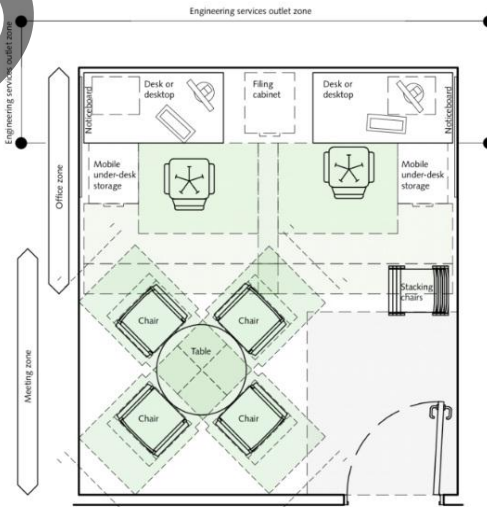 Engineering services outlet zone
Engineering services outlet zone
Noticeboard
Desk or
desktop
Filing
cabinet
Desk or
desktop
Noticeboard
Office zone
Mobile
under-desk
storage
Mobile
under-desk
storage
Stacking
chairs
Chair
Chair
Table
Meeting zone
Chair
Chair